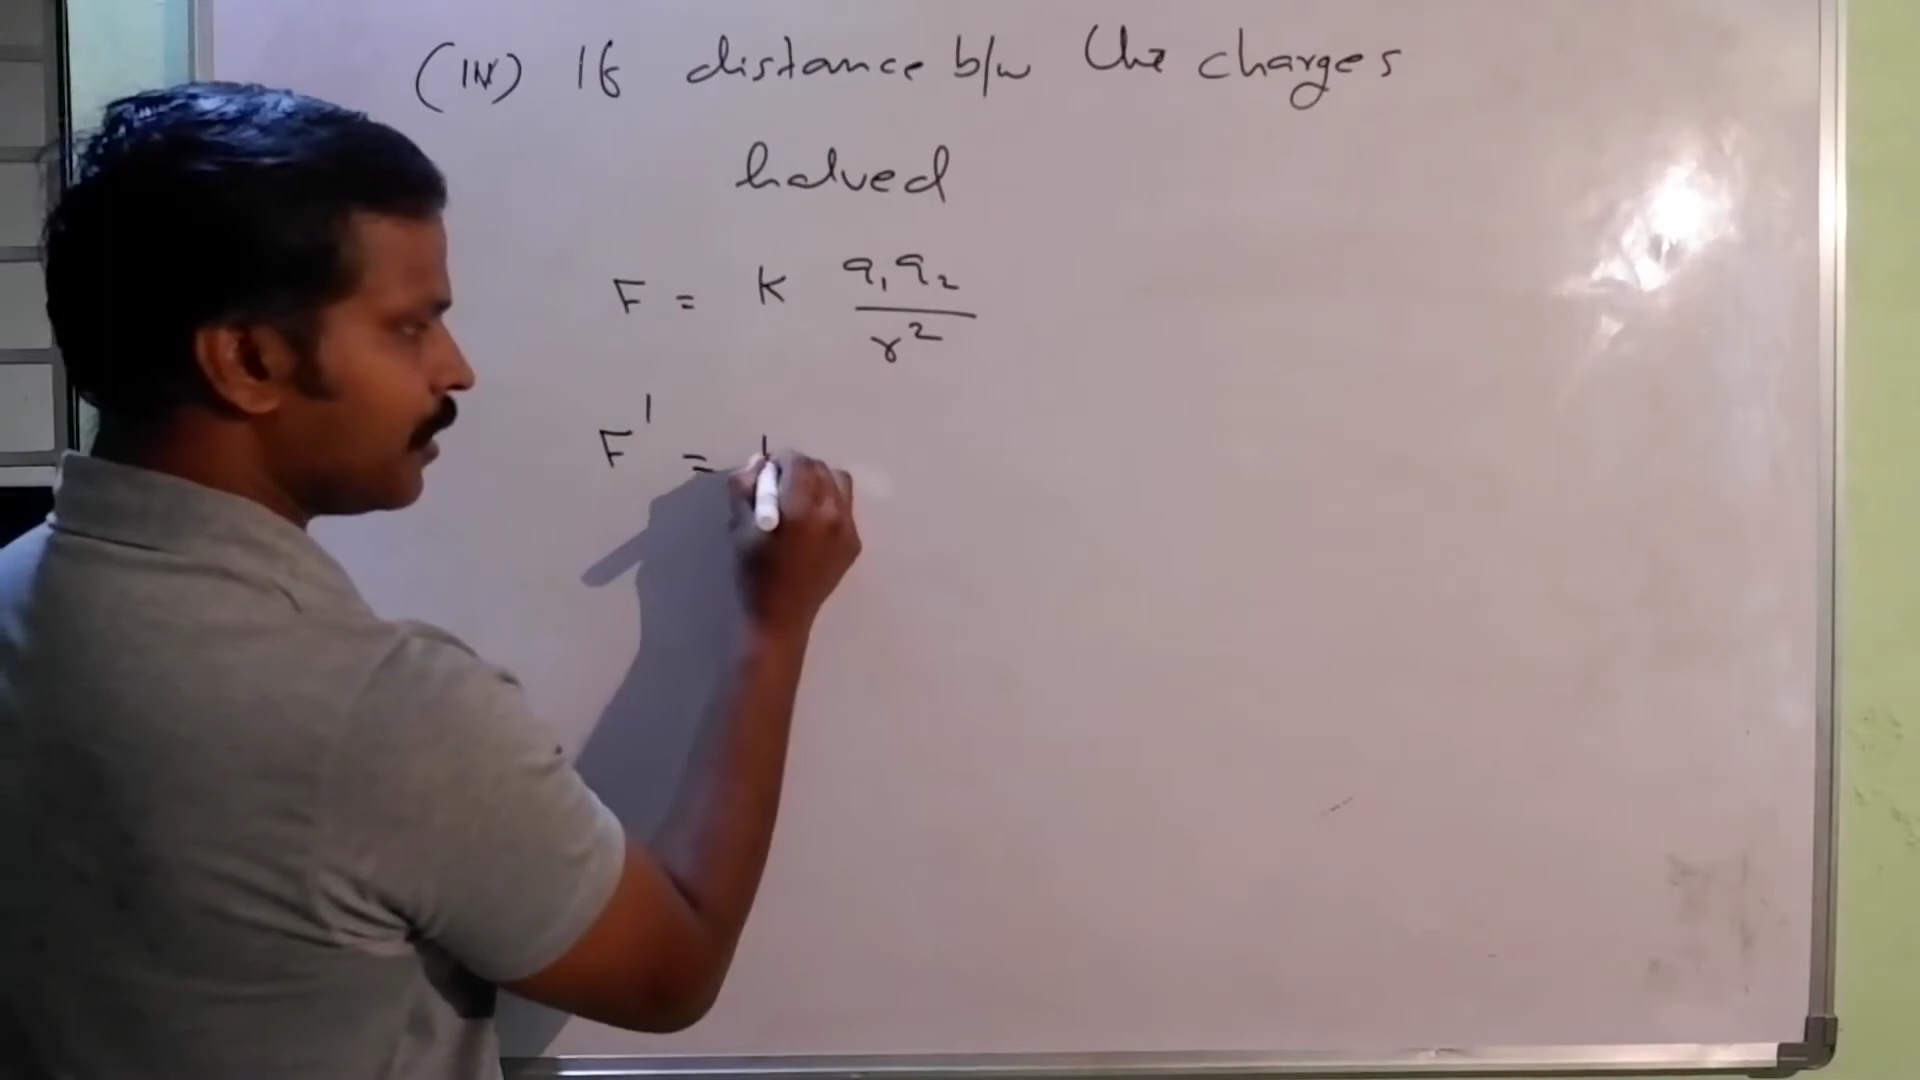 (IV) If distance b/w the charges
halved
F = K q₁q₂/r²
F' =